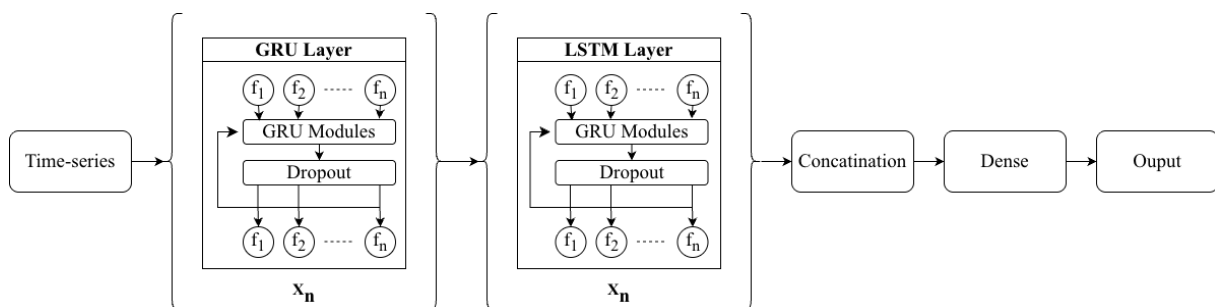 Time-series
GRU Layer
f1 f2 ----- fn
GRU Modules
Dropout
f1 f2 ----- fn
xn
LSTM Layer
f1 f2 ----- fn
GRU Modules
Dropout
f1 f2 ----- fn
xn
Concatination
Dense
Ouput